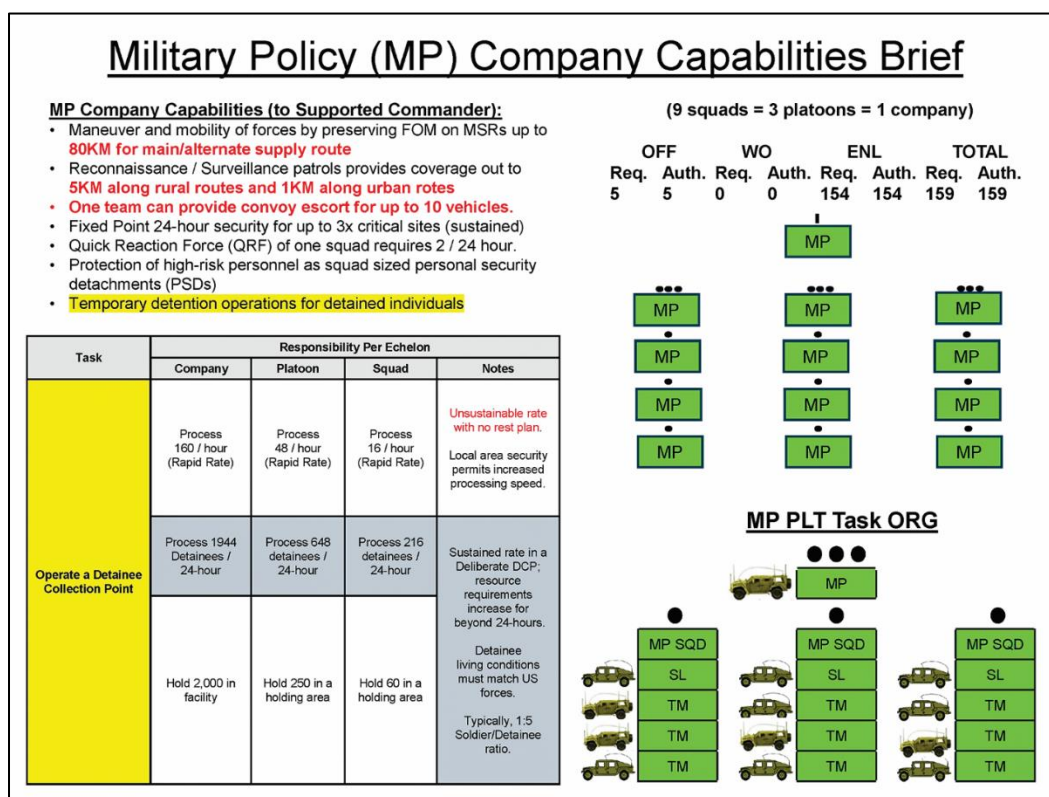 Military Policy (MP) Company Capabilities Brief
MP Company Capabilities (to Supported Commander):
• Maneuver and mobility of forces by preserving FOM on MSRs up to
80KM for main/alternate supply route
• Reconnaissance / Surveillance patrols provides coverage out to
5KM along rural routes and 1KM along urban rotes
• One team can provide convoy escort for up to 10 vehicles.
• Fixed Point 24-hour security for up to 3x critical sites (sustained)
• Quick Reaction Force (QRF) of one squad requires 2 / 24 hour.
• Protection of high-risk personnel as squad sized personal security
detachments (PSDs)
• Temporary detention operations for detained individuals
Task
Responsibility Per Echelon
Company
Platoon
Squad
Notes
Operate a Detainee
Collection Point
Process
160 / hour
(Rapid Rate)
Process
48 / hour
(Rapid Rate)
Process
16 / hour
(Rapid Rate)
Unsustainable rate
with no rest plan.
Local area security
permits increased
processing speed.
Process 1944
Detainees /
24-hour
Process 648
detainees /
24-hour
Process 216
detainees /
24-hour
Sustained rate in a
Deliberate DCP;
resource
requirements
increase for
beyond 24-hours.
Detainee
living conditions
must match US
forces.
Typically, 1:5
Soldier/Detainee
ratio.
Hold 2,000 in
facility
Hold 250 in a
holding area
Hold 60 in a
holding area
(9 squads = 3 platoons = 1 company)
OFF WO ENL TOTAL
Req. Auth. Req. Auth. Req. Auth. Req. Auth.
5 5 0 0 154 154 159 159
MP
MP MP MP
MP MP MP
MP MP MP
MP MP MP
MP PLT Task ORG
MP
MP SQD MP SQD MP SQD
SL SL SL
TM TM TM
TM TM TM
TM TM TM